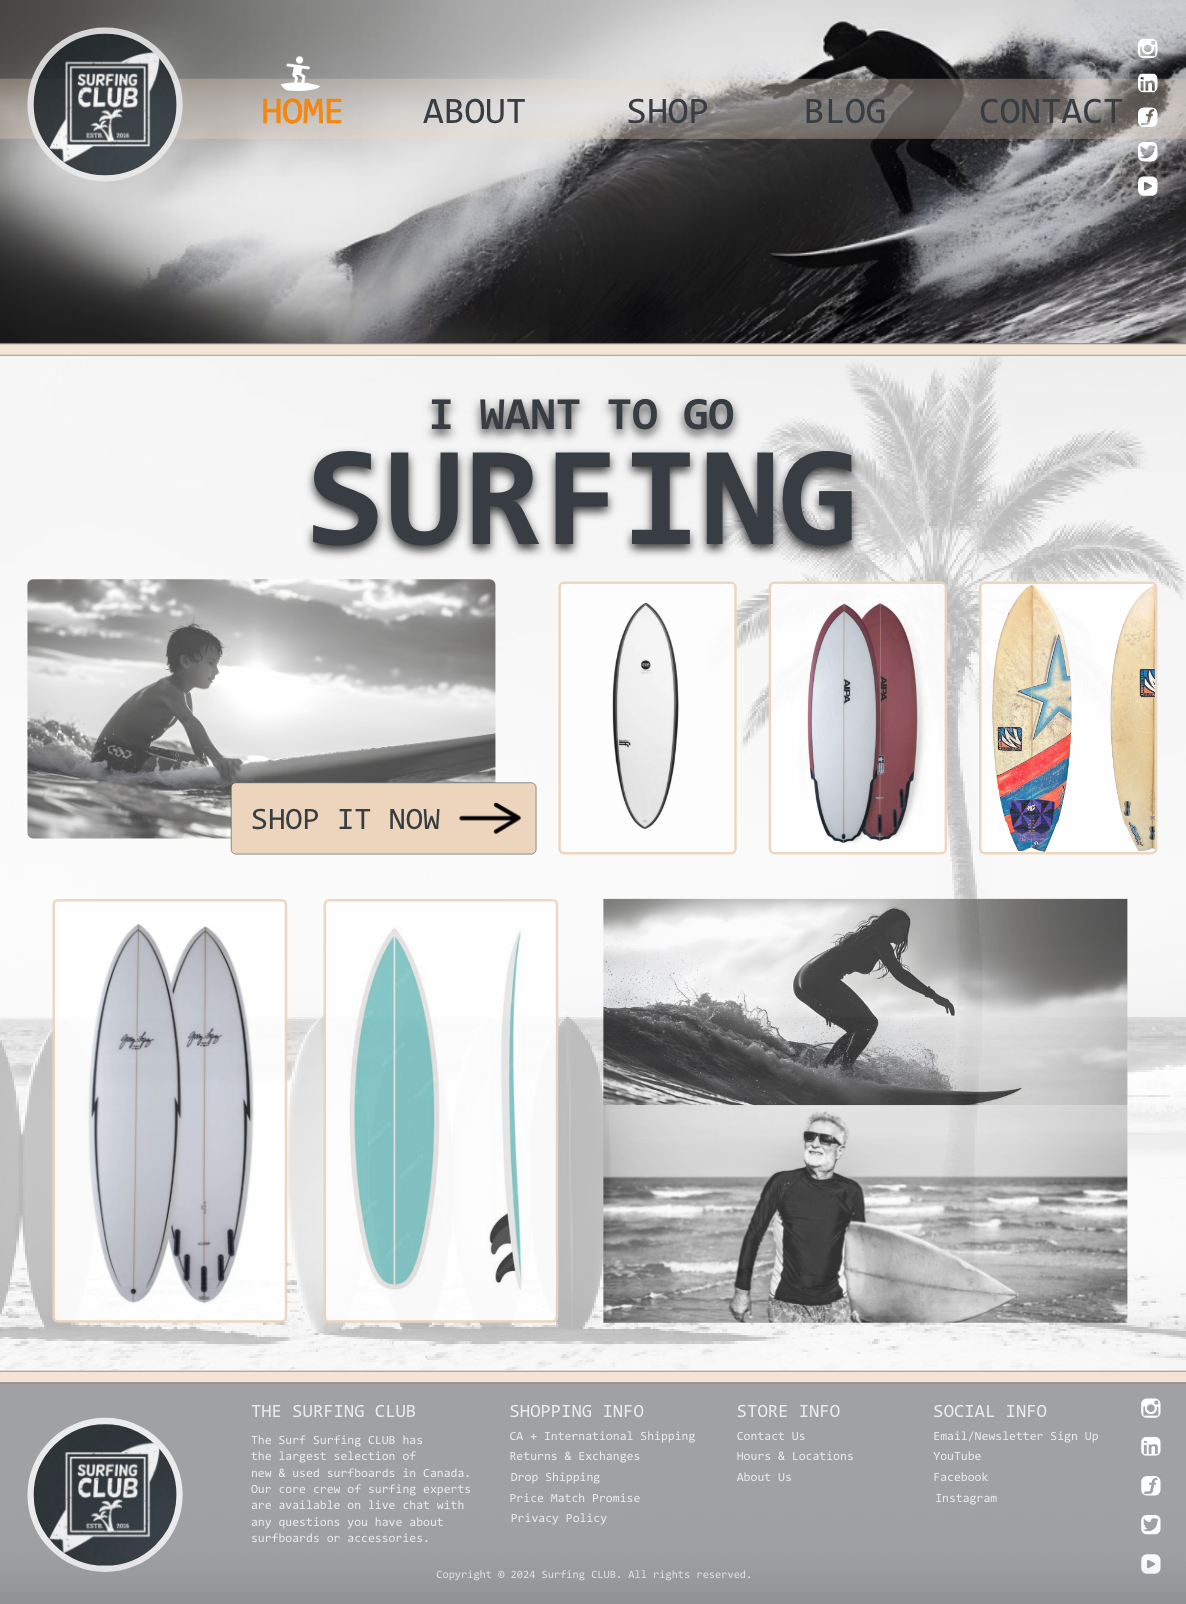 SURFING
CLUB
ESTD. 2016
HOME
ABOUT
SHOP
BLOG
CONTACT
I WANT TO GO
SURFING
AIPA
AIPA
SHOP IT NOW
SURFING
CLUB
ESTD. 2016
THE SURFING CLUB
The Surf Surfing CLUB has
the largest selection of
new & used surfboards in Canada.
Our core crew of surfing experts
are available on live chat with
any questions you have about
surfboards or accessories.
SHOPPING INFO
CA + International Shipping
Returns & Exchanges
Drop Shipping
Price Match Promise
Privacy Policy
STORE INFO
Contact Us
Hours & Locations
About Us
SOCIAL INFO
Email/Newsletter Sign Up
YouTube
Facebook
Instagram
Copyright © 2024 Surfing CLUB. All rights reserved.